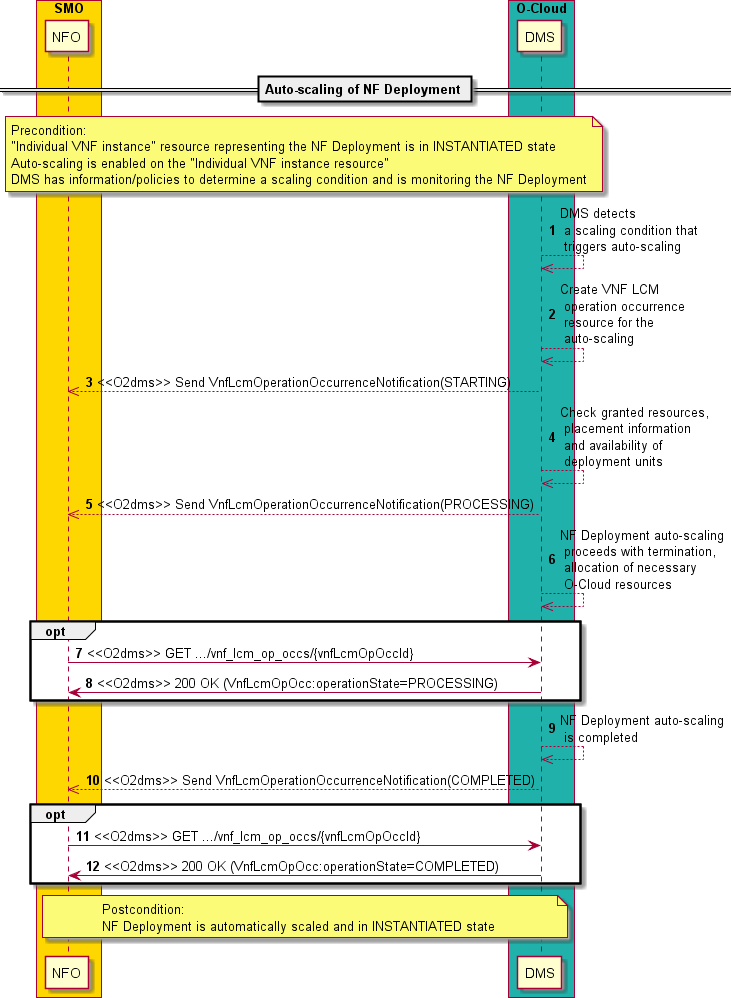 SMO
O-Cloud
NFO
DMS
Auto-scaling of NF Deployment
Precondition:
"Individual VNF instance" resource representing the NF Deployment is in INSTANTIATED state
Auto-scaling is enabled on the "Individual VNF instance resource"
DMS has information/policies to determine a scaling condition and is monitoring the NF Deployment
DMS detects
1 a scaling condition that
triggers auto-scaling
Create VNF LCM
operation occurrence
2 resource for the
auto-scaling
3 <<O2dms>> Send VnfLcmOperationOccurrenceNotification(STARTING)
Check granted resources,
placement information
4 and availability of
deployment units
5 <<O2dms>> Send VnfLcmOperationOccurrenceNotification(PROCESSING)
NF Deployment auto-scaling
proceeds with termination,
6 allocation of necessary
O-Cloud resources
opt
7 <<O2dms>> GET .../vnf_lcm_op_occs/{vnfLcmOpOccId}
8 <<O2dms>> 200 OK (VnfLcmOpOcc:operationState=PROCESSING)
NF Deployment auto-scaling
9 is completed
10 <<O2dms>> Send VnfLcmOperationOccurrenceNotification(COMPLETED)
opt
11 <<O2dms>> GET .../vnf_lcm_op_occs/{vnfLcmOpOccId}
12 <<O2dms>> 200 OK (VnfLcmOpOcc:operationState=COMPLETED)
Postcondition:
NF Deployment is automatically scaled and in INSTANTIATED state
NFO
DMS